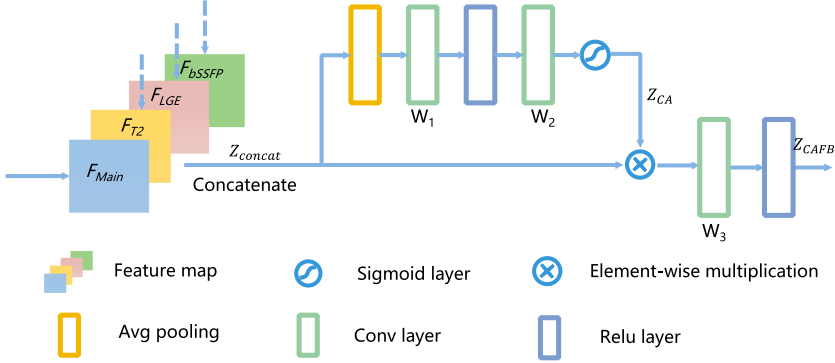 F_bSSFP
F_LGE
F_T2
F_Main
Z_concat
Concatenate
W_1
W_2
Z_CA
W_3
Z_CAFB
Feature map
Sigmoid layer
Element-wise multiplication
Avg pooling
Conv layer
Relu layer